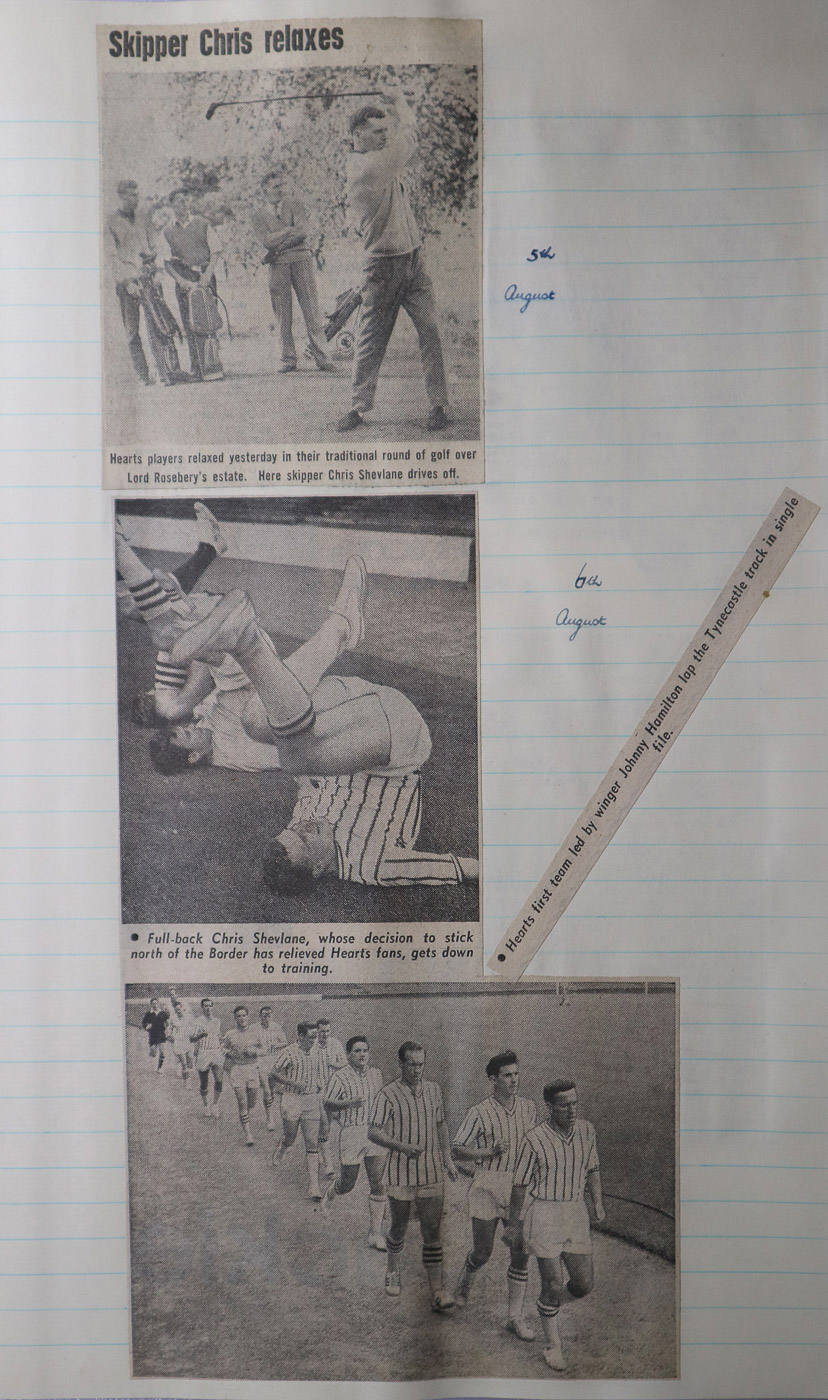 Skipper Chris relaxes
5th
August
Hearts players relaxed yesterday in their traditional round of golf over
Lord Rosebery's estate. Here skipper Chris Shevlane drives off.
6th
August
• Full-back Chris Shevlane, whose decision to stick
north of the Border has relieved Hearts fans, gets down
to training.
• Hearts first team led by winger Johnny Hamilton lap the Tynecastle track in single
file.